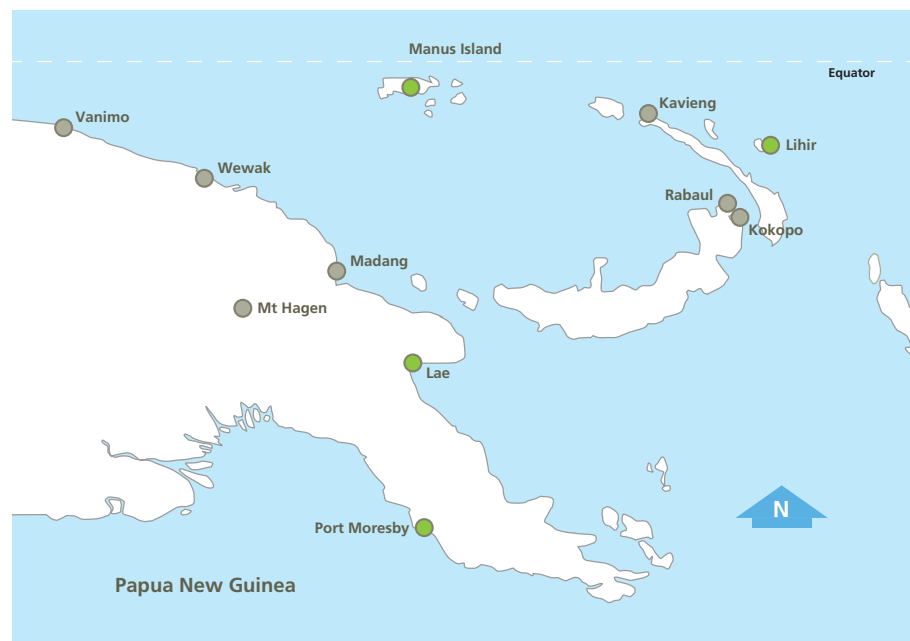 Manus Island
Equator
Kavieng
Vanimo
Lihir
Wewak
Rabaul
Kokopo
Madang
Mt Hagen
Lae
N
Port Moresby
Papua New Guinea